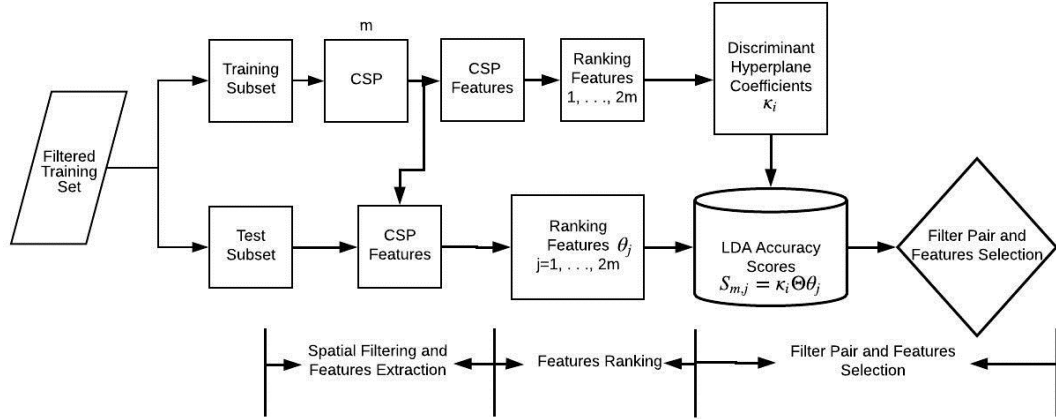 m
Training
Subset
CSP
CSP
Features
Ranking
Features
1, . . ., 2m
Discriminant
Hyperplane
Coefficients
κᵢ
Filtered
Training
Set
Test
Subset
CSP
Features
Ranking
Features θⱼ
j=1, . . ., 2m
LDA Accuracy
Scores
Sₘ,ⱼ = κᵢΘθⱼ
Filter Pair and
Features Selection
Spatial Filtering and
Features Extraction
Features Ranking
Filter Pair and Features
Selection